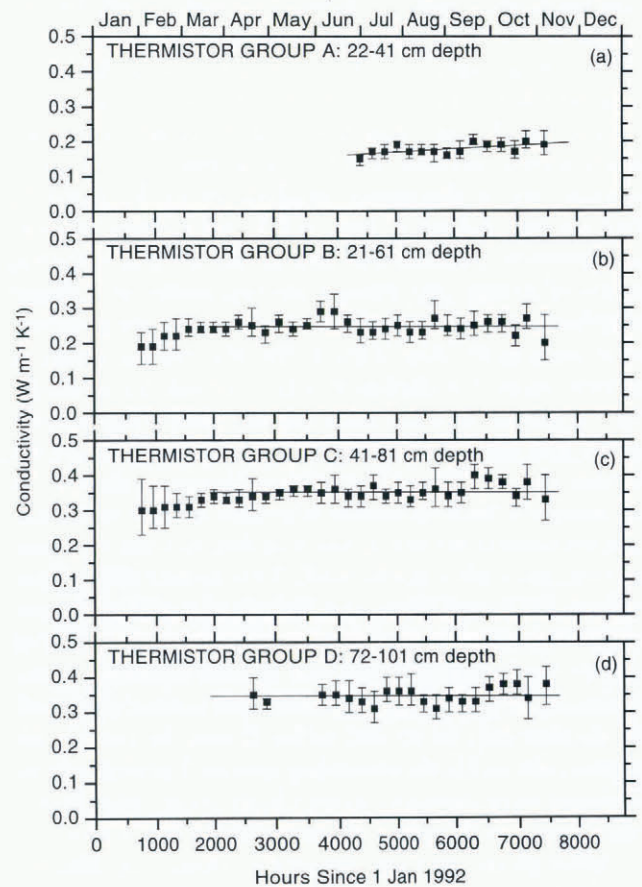 Jan Feb Mar Apr May Jun Jul Aug Sep Oct Nov Dec
0.5
THERMISTOR GROUP A: 22-41 cm depth
(a)
0.4
0.3
0.2
0.1
0.0
0.5
THERMISTOR GROUP B: 21-61 cm depth
(b)
0.4
0.3
0.2
0.1
0.0
Conductivity (W m⁻¹ K⁻¹)
0.5
THERMISTOR GROUP C: 41-81 cm depth
(c)
0.4
0.3
0.2
0.1
0.0
0.5
THERMISTOR GROUP D: 72-101 cm depth
(d)
0.4
0.3
0.2
0.1
0.0
0 1000 2000 3000 4000 5000 6000 7000 8000
Hours Since 1 Jan 1992